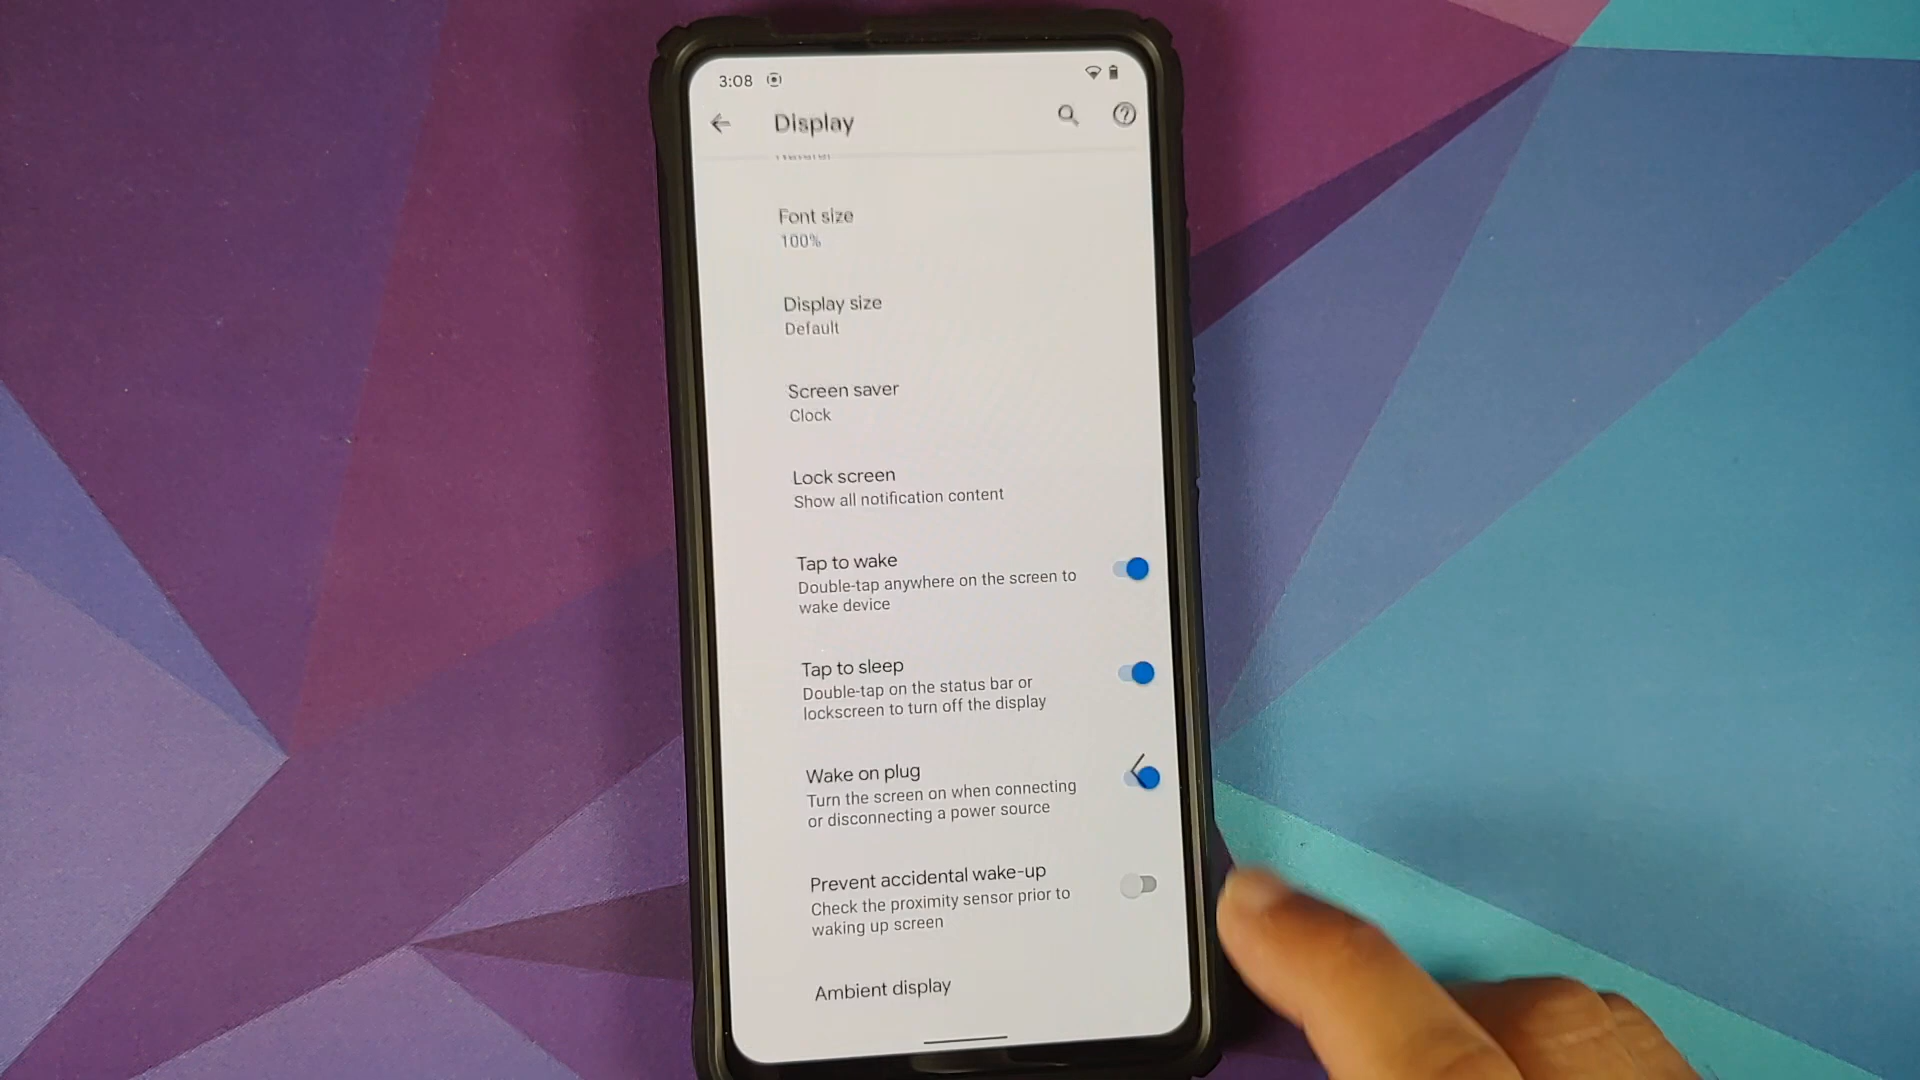 3:08
Display
Font size
100%
Display size
Default
Screen saver
Clock
Lock screen
Show all notification content
Tap to wake
Double-tap anywhere on the screen to
wake device
Tap to sleep
Double-tap on the status bar or
lockscreen to turn off the display
Wake on plug
Turn the screen on when connecting
or disconnecting a power source
Prevent accidental wake-up
Check the proximity sensor prior to
waking up screen
Ambient display